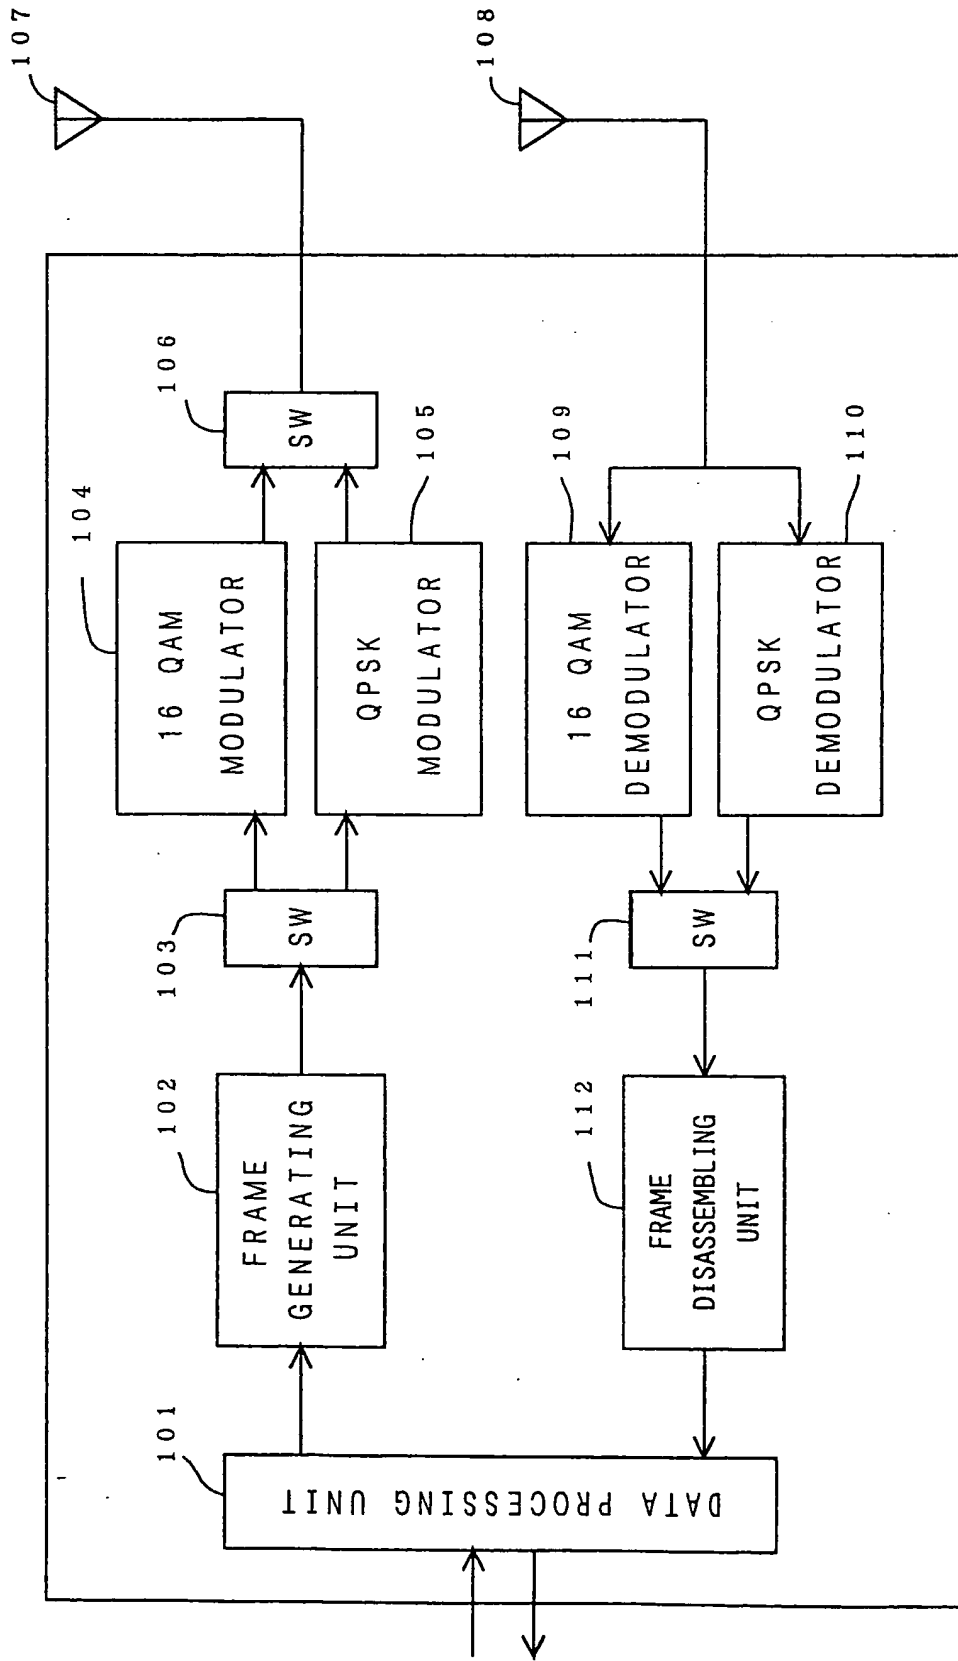 107
108
106
SW
104
16 QAM
MODULATOR
105
QPSK
MODULATOR
109
16 QAM
DEMODULATOR
110
QPSK
DEMODULATOR
103
SW
111
SW
102
FRAME
GENERATING
UNIT
112
FRAME
DISASSEMBLING
UNIT
101
DATA PROCESSING UNIT